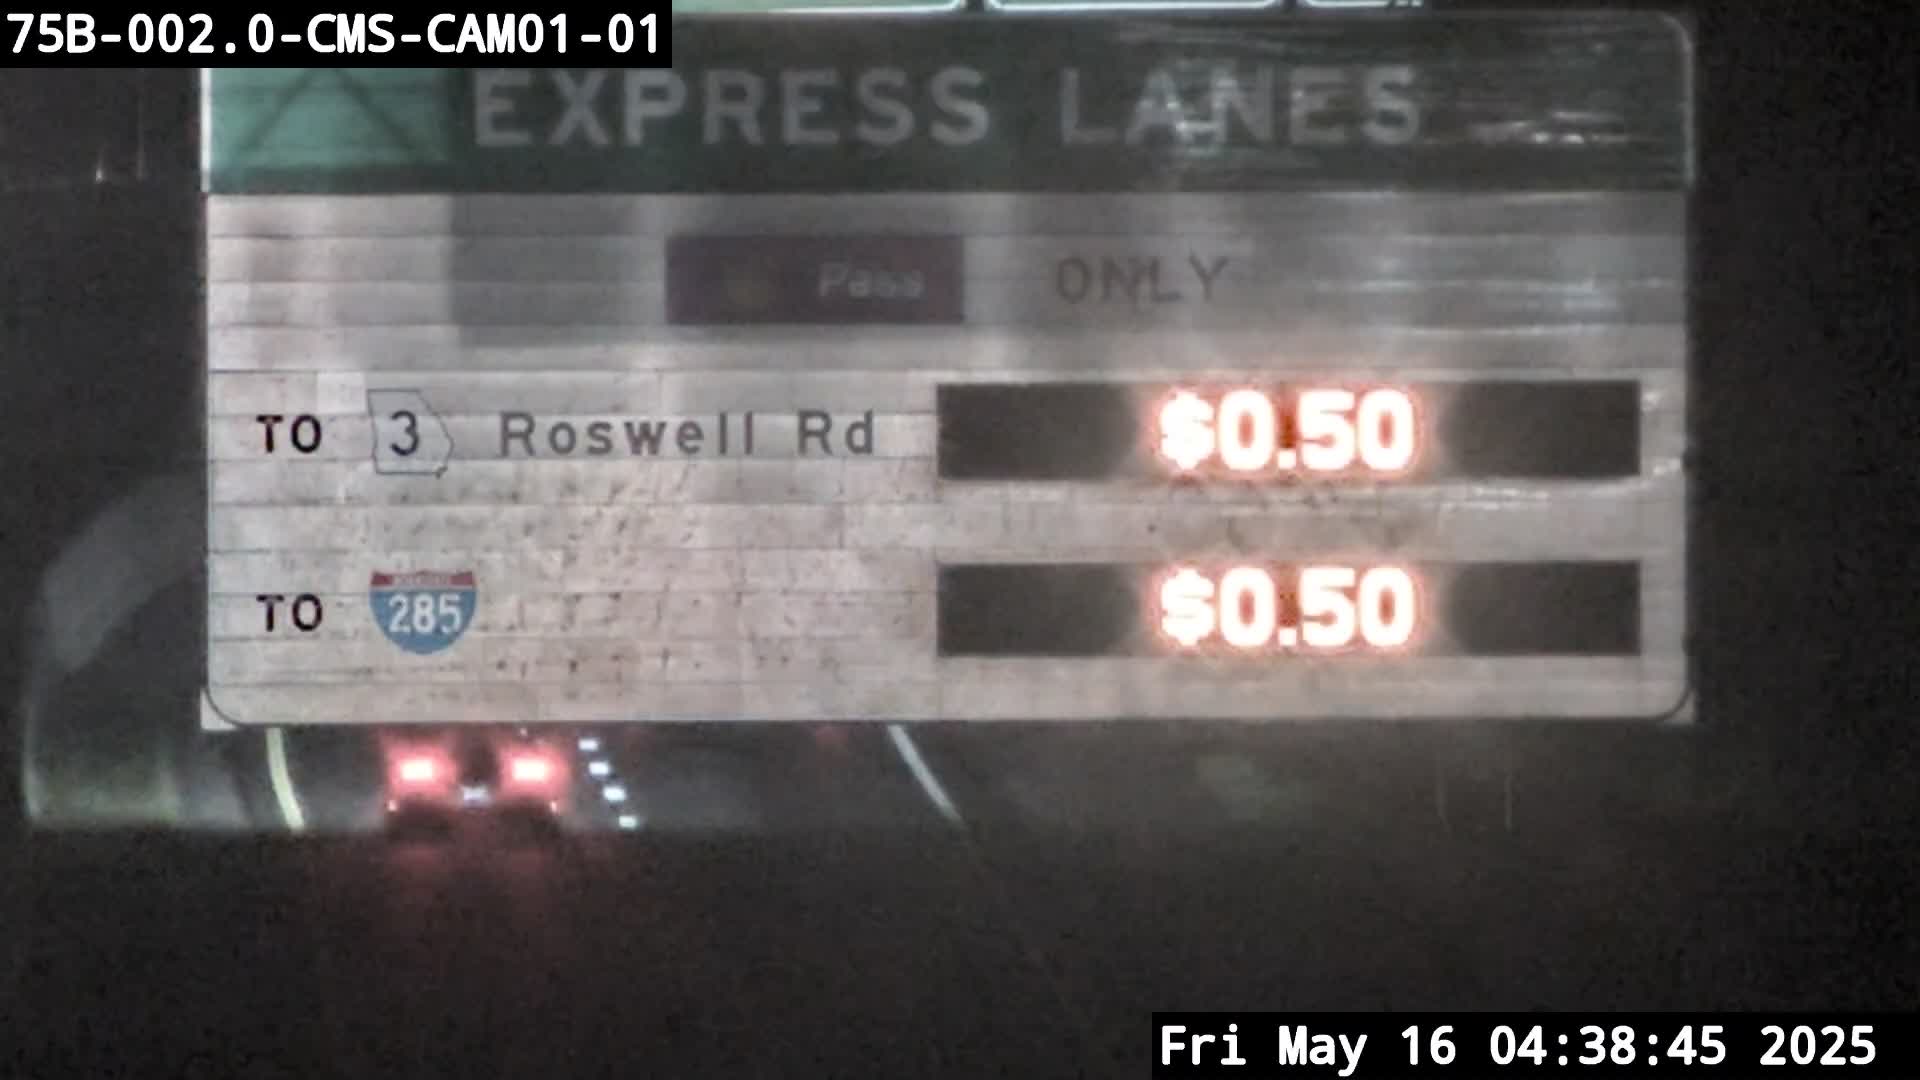 75B-002.0-CMS-CAM01-01
EXPRESS LANES
Pass ONLY
TO 3 Roswell Rd $0.50
TO 285 $0.50
Fri May 16 04:38:45 2025